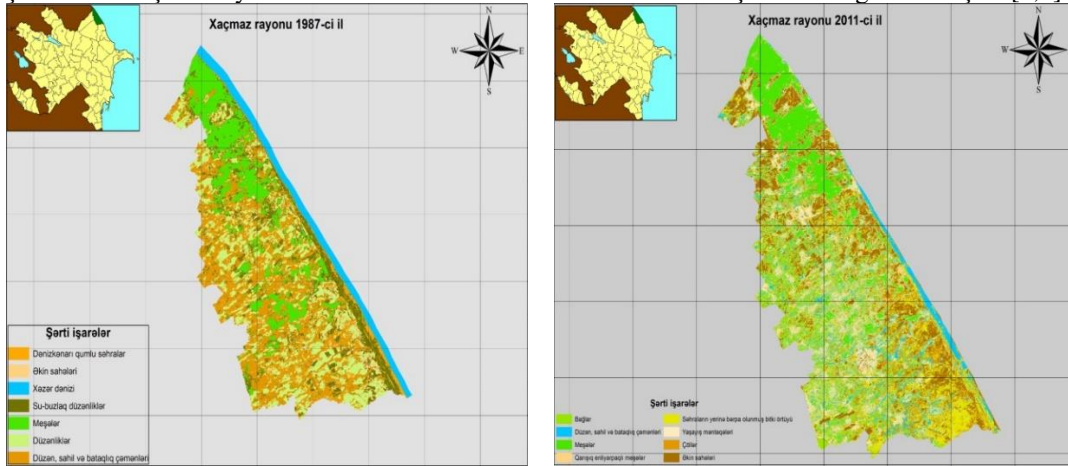 Xaçmaz rayonu 1987-ci il
N
W
E
S
Şərti işarələr
Dənizkənarı qumlu səhralar
Əkin sahələri
Xəzər dənizi
Su-buzlaq düzənliklər
Meşələr
Düzənliklər
Düzən, sahil və bataqlıq çəmənləri
Xaçmaz rayonu 2011-ci il
N
W
E
S
Şərti işarələr
Bağlar
Düzən, sahil və bataqlıq çəmənləri
Meşələr
Qarışıq enliyarpaqlı meşələr
Səhraların yerinə bərpa olunmuş bitki örtüyü
Yaşayış məntəqələri
Çöllər
Əkin sahələri